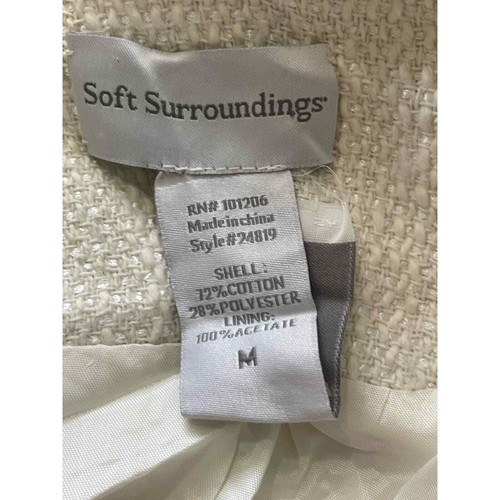 Soft Surroundings
RN# 101206
Made in china
Style#24819
SHELL:
72%COTTON
28%POLYESTER
LINING:
100%ACETATE
M